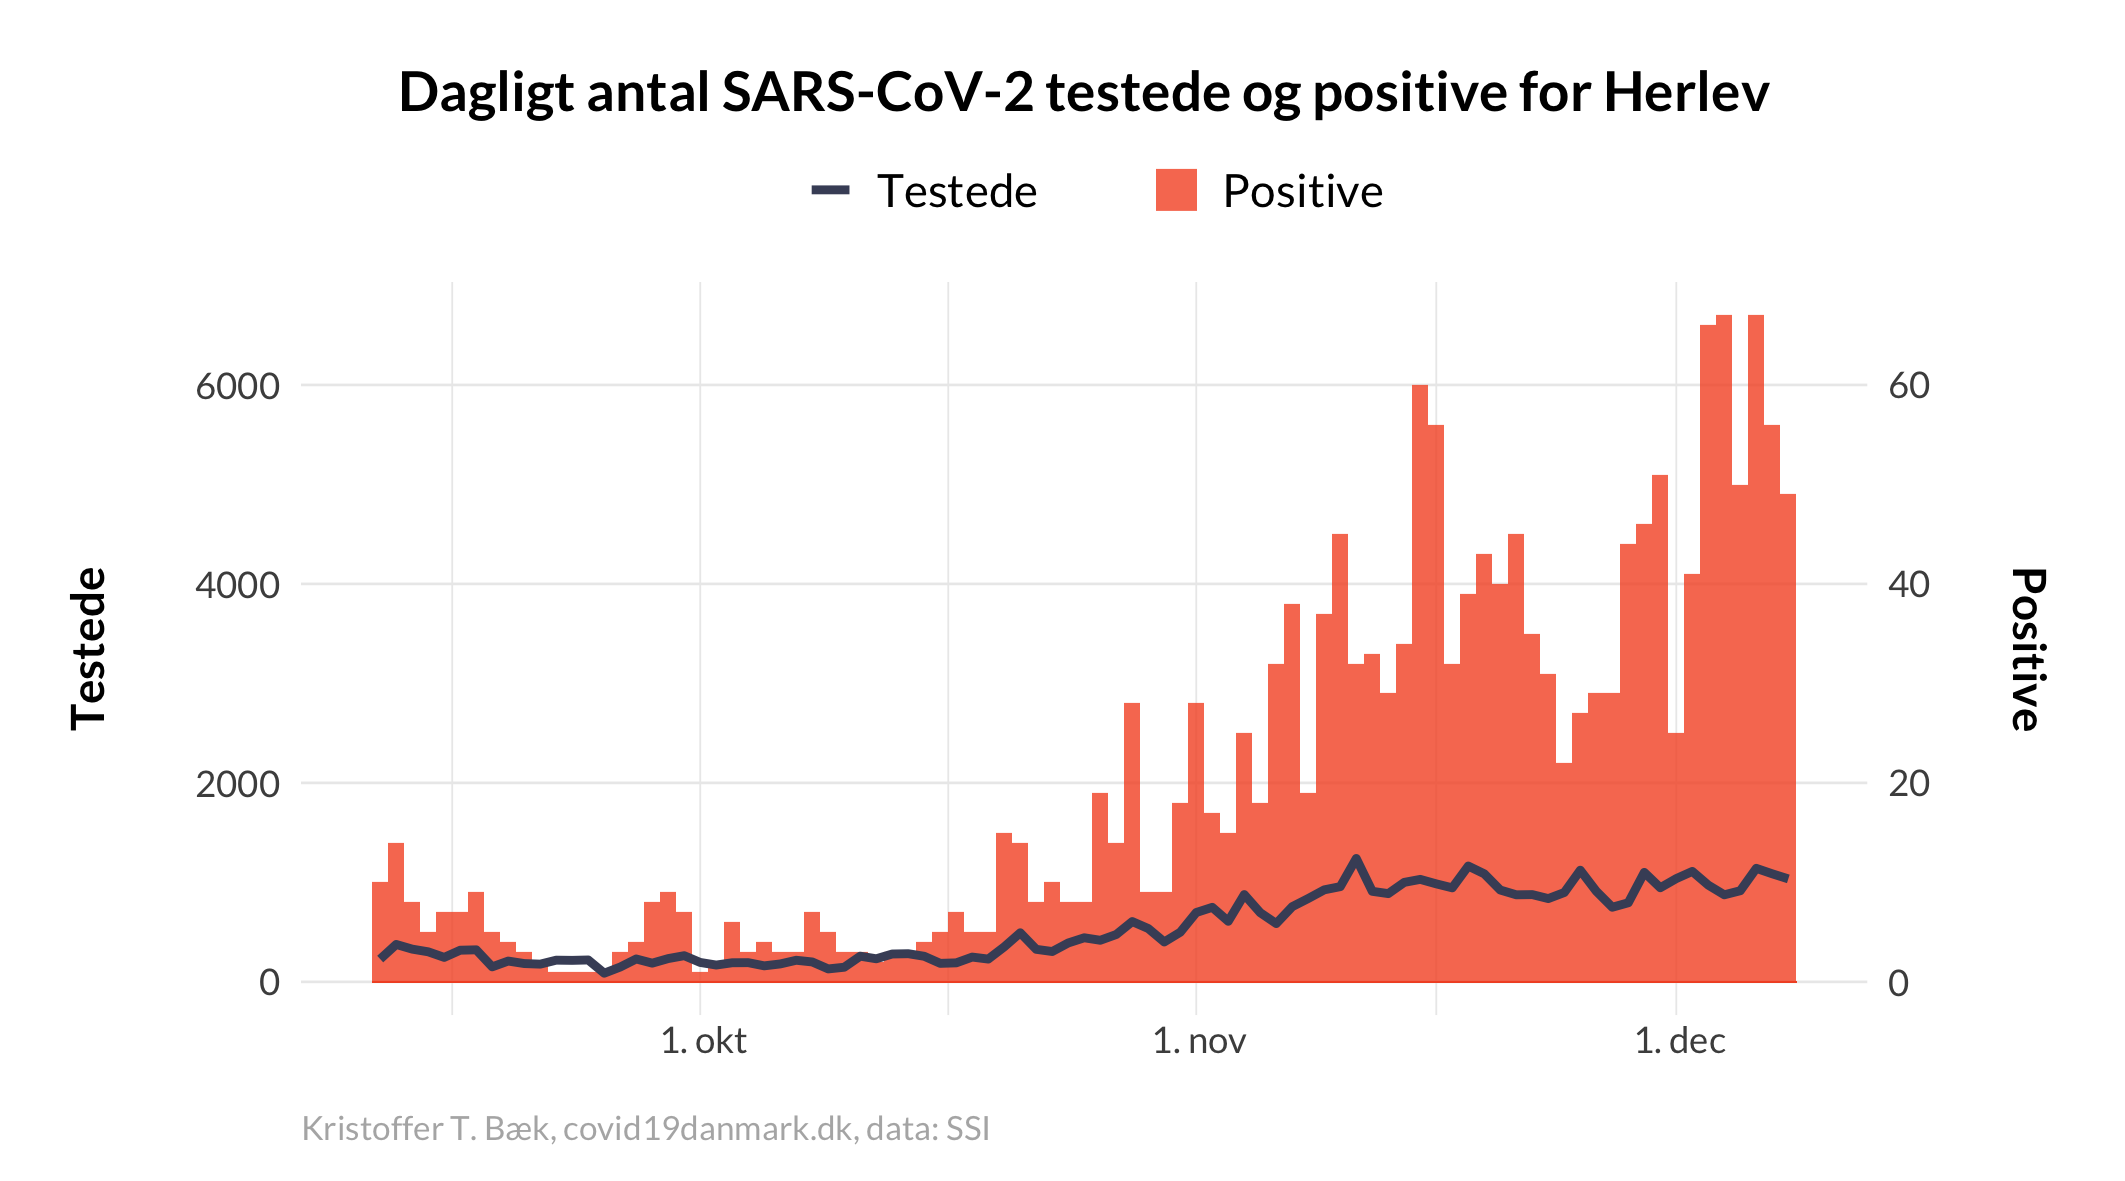 Dagligt antal SARS-CoV-2 testede og positive for Herlev
Testede
Positive
6000
4000
2000
0
60
40
20
0
Testede
Positive
1. okt
1. nov
1. dec
Kristoffer T. Bæk, covid19danmark.dk, data: SSI